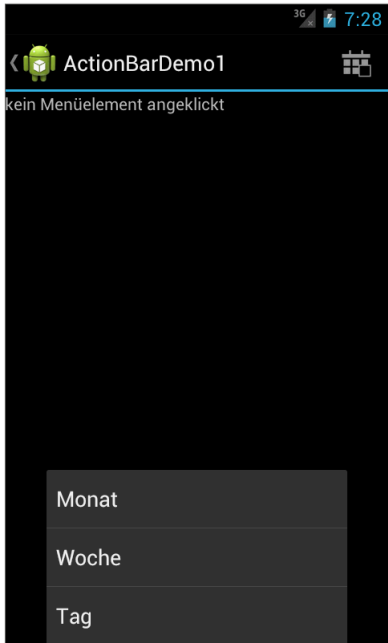 3G 7:28
ActionBarDemo1
kein Menüelement angeklickt
Monat
Woche
Tag